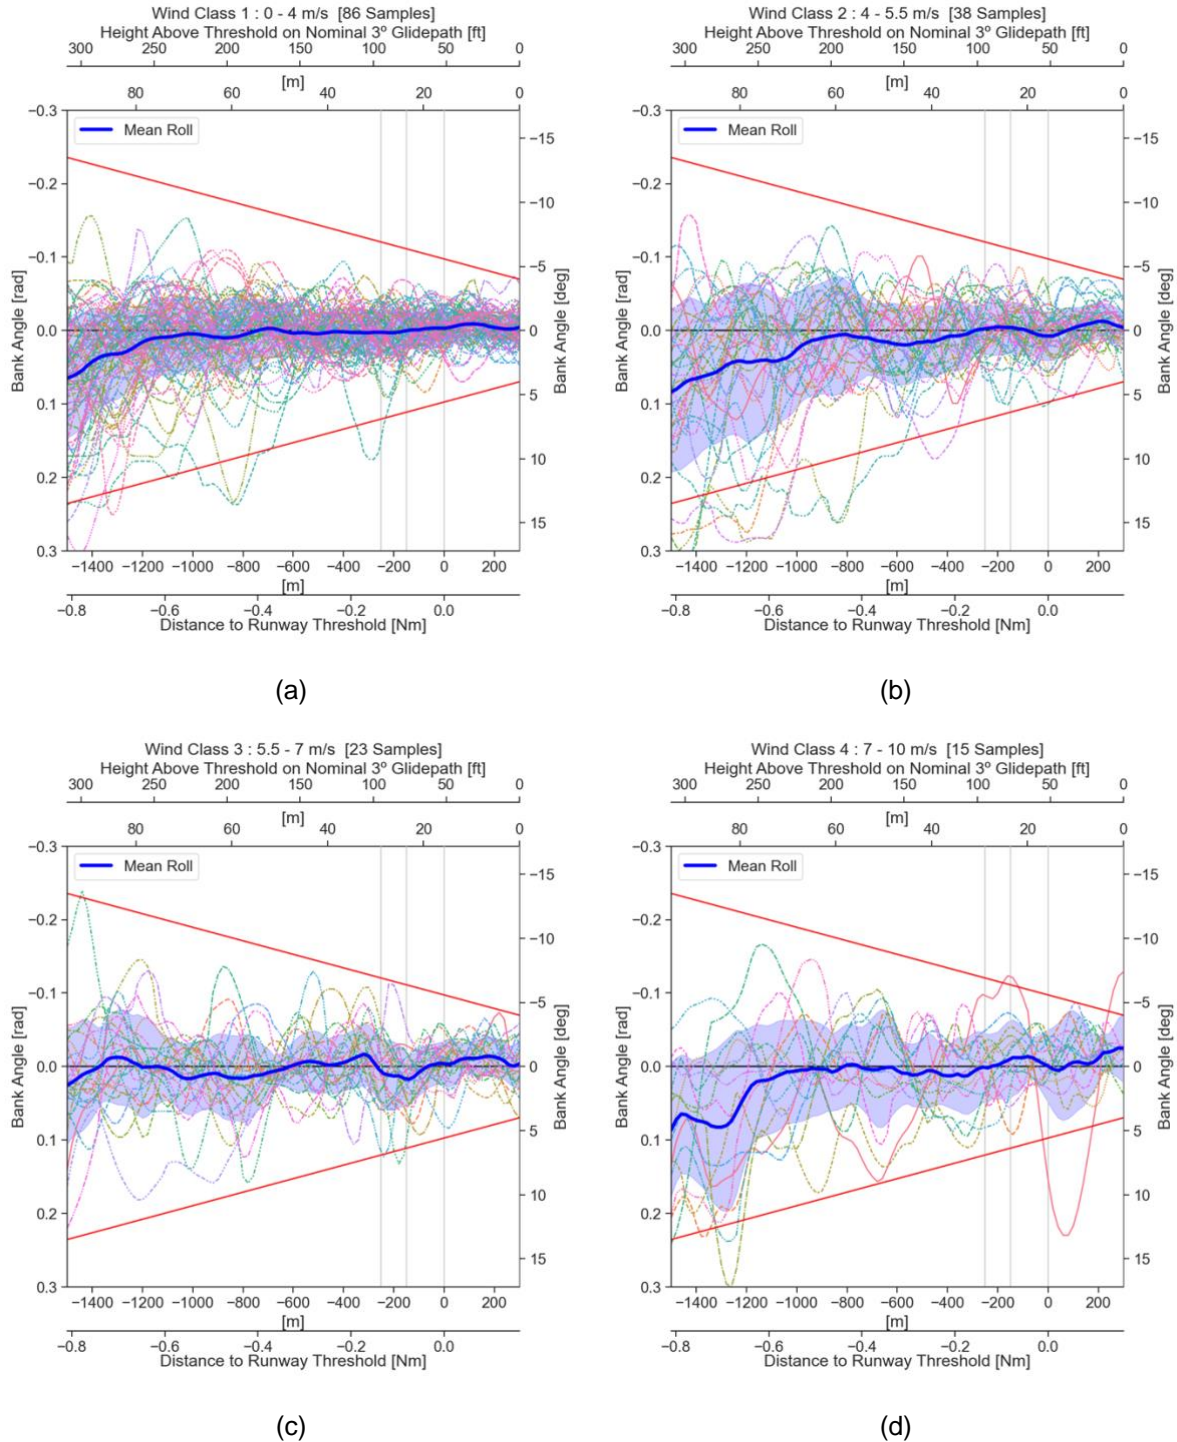 Wind Class 1 : 0 - 4 m/s [86 Samples]
Height Above Threshold on Nominal 3º Glidepath [ft]
300 250 200 150 100 50 0
[m]
80 60 40 20 0
−0.3 −0.2 −0.1 0.0 0.1 0.2 0.3
Bank Angle [rad]
Mean Roll
−15 −10 −5 0 5 10 15
Bank Angle [deg]
−1400 −1200 −1000 −800 −600 −400 −200 0 200
[m]
−0.8 −0.6 −0.4 −0.2 0.0
Distance to Runway Threshold [Nm]
(a)
Wind Class 2 : 4 - 5.5 m/s [38 Samples]
Height Above Threshold on Nominal 3º Glidepath [ft]
300 250 200 150 100 50 0
[m]
80 60 40 20 0
−0.3 −0.2 −0.1 0.0 0.1 0.2 0.3
Bank Angle [rad]
Mean Roll
−15 −10 −5 0 5 10 15
Bank Angle [deg]
−1400 −1200 −1000 −800 −600 −400 −200 0 200
[m]
−0.8 −0.6 −0.4 −0.2 0.0
Distance to Runway Threshold [Nm]
(b)
Wind Class 3 : 5.5 - 7 m/s [23 Samples]
Height Above Threshold on Nominal 3º Glidepath [ft]
300 250 200 150 100 50 0
[m]
80 60 40 20 0
−0.3 −0.2 −0.1 0.0 0.1 0.2 0.3
Bank Angle [rad]
Mean Roll
−15 −10 −5 0 5 10 15
Bank Angle [deg]
−1400 −1200 −1000 −800 −600 −400 −200 0 200
[m]
−0.8 −0.6 −0.4 −0.2 0.0
Distance to Runway Threshold [Nm]
(c)
Wind Class 4 : 7 - 10 m/s [15 Samples]
Height Above Threshold on Nominal 3º Glidepath [ft]
300 250 200 150 100 50 0
[m]
80 60 40 20 0
−0.3 −0.2 −0.1 0.0 0.1 0.2 0.3
Bank Angle [rad]
Mean Roll
−15 −10 −5 0 5 10 15
Bank Angle [deg]
−1400 −1200 −1000 −800 −600 −400 −200 0 200
[m]
−0.8 −0.6 −0.4 −0.2 0.0
Distance to Runway Threshold [Nm]
(d)